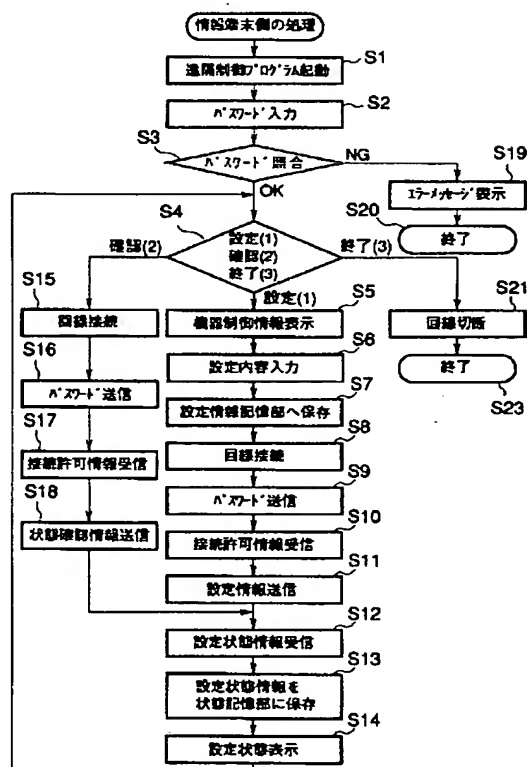 情報端末側の処理
S1
遠隔制御プログラム起動
S2
パスワード入力
S3
パスワード照合
NG
OK
S19
エラーメッセージ表示
S20
終了
S4
設定(1)
確認(2)
終了(3)
確認(2)
終了(3)
設定(1)
S15
回線接続
S16
パスワード送信
S17
接続許可情報受信
S18
状態確認情報送信
S5
機器制御情報表示
S6
設定内容入力
S7
設定情報記憶部へ保存
S8
回線接続
S9
パスワード送信
S10
接続許可情報受信
S11
設定情報送信
S12
設定状態情報受信
S13
設定状態情報を
状態記憶部に保存
S14
設定状態表示
S21
回線切断
終了
S23